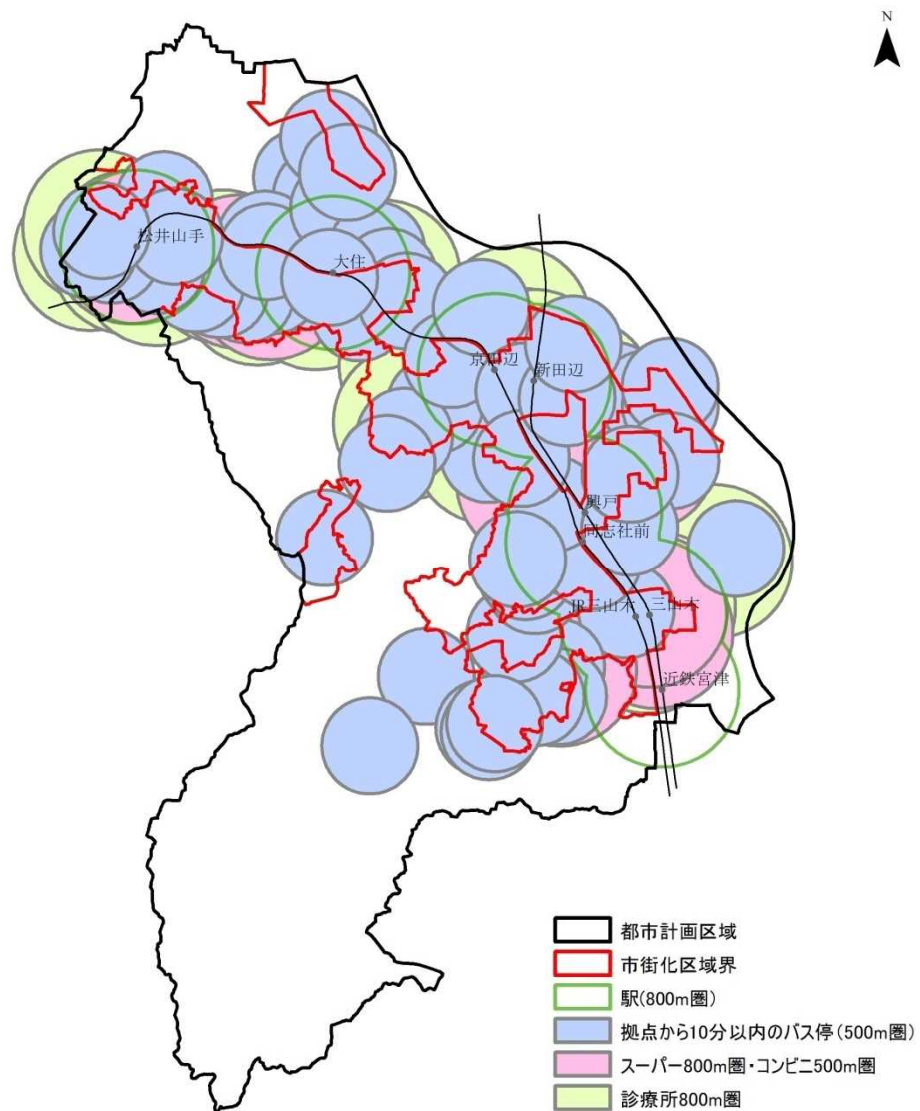 N
松井山手
大住
京田辺
新田辺
興戸
同志社前
JR三山木
三山木
近鉄宮津
都市計画区域
市街化区域界
駅(800m圏)
拠点から10分以内のバス停(500m圏)
スーパー800m圏・コンビニ500m圏
診療所800m圏